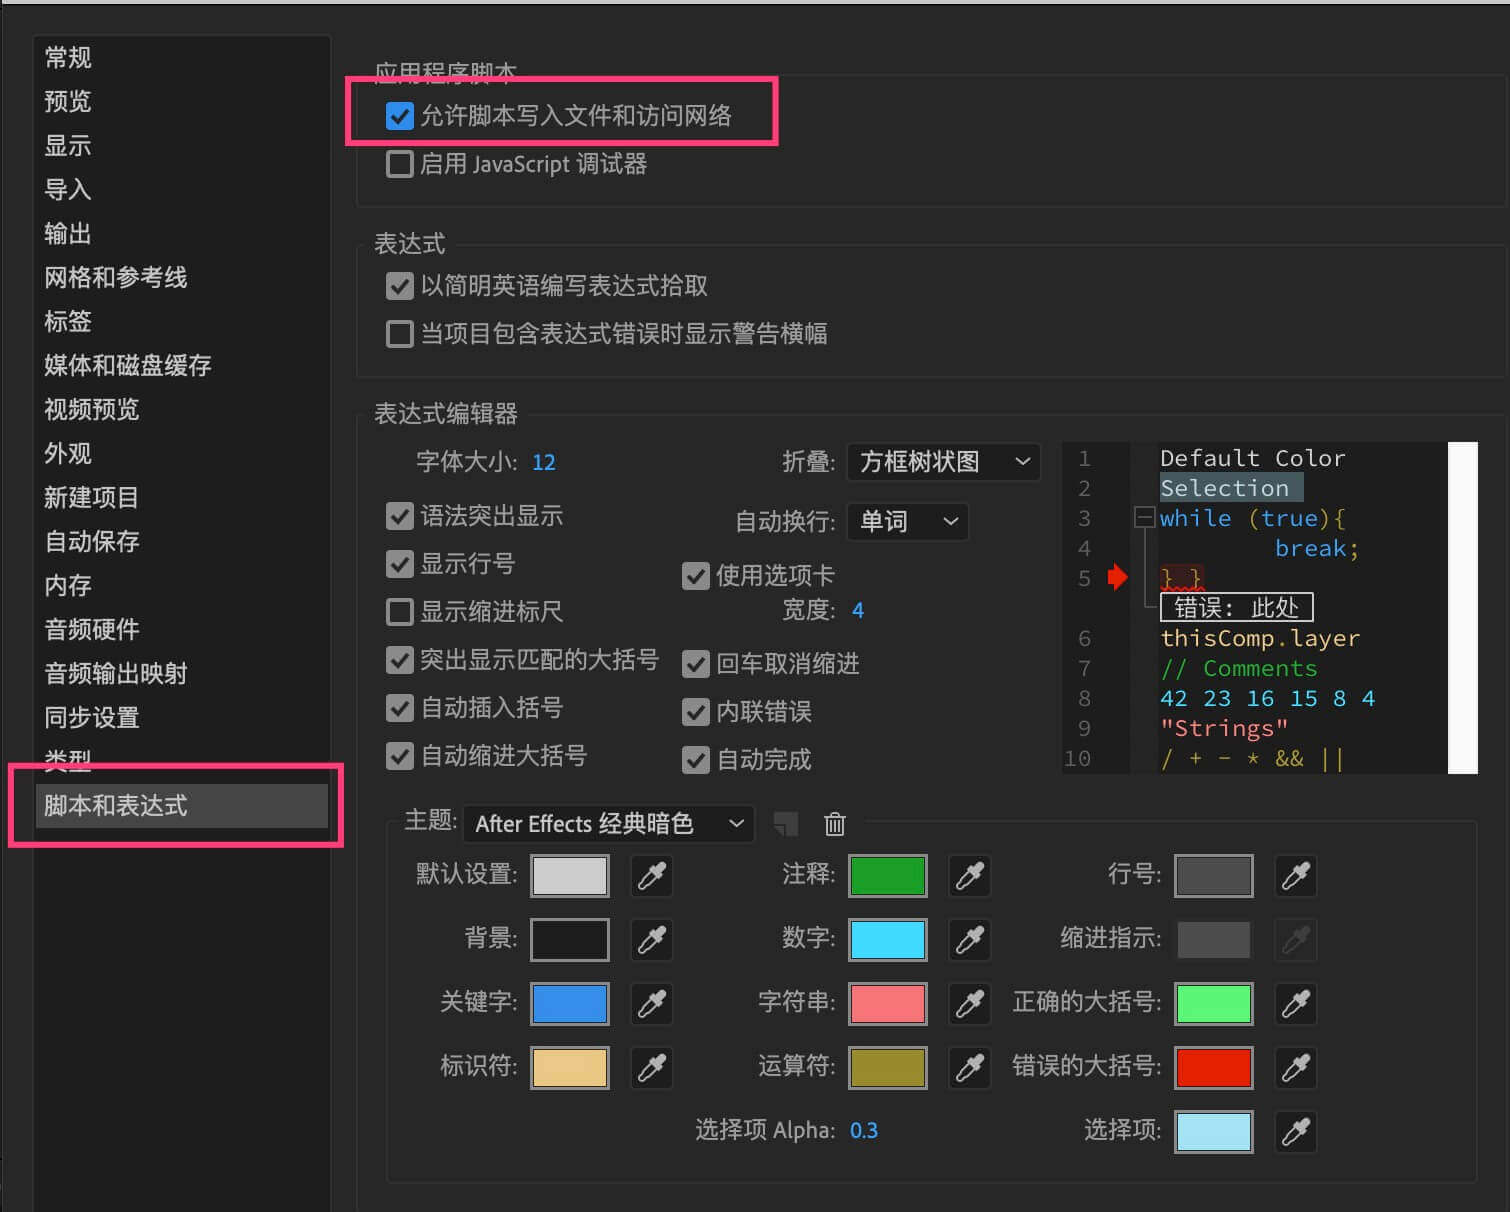 常规
预览
显示
导入
输出
网格和参考线
标签
媒体和磁盘缓存
视频预览
外观
新建项目
自动保存
内存
音频硬件
音频输出映射
同步设置
类型
脚本和表达式
应用程序脚本
允许脚本写入文件和访问网络
启用 JavaScript 调试器
表达式
以简明英语编写表达式拾取
当项目包含表达式错误时显示警告横幅
表达式编辑器
字体大小: 12
折叠: 方框树状图
自动换行: 单词
语法突出显示
显示行号
使用选项卡
显示缩进标尺
宽度: 4
突出显示匹配的大括号
回车取消缩进
自动插入括号
内联错误
自动缩进大括号
自动完成
1 Default Color
2 Selection
3 while (true){
4 break;
5 } }
错误: 此处
6 thisComp.layer
7 // Comments
8 42 23 16 15 8 4
9 "Strings"
10 / + - * && ||
主题: After Effects 经典暗色
默认设置: 注释: 行号:
背景: 数字: 缩进指示:
关键字: 字符串: 正确的大括号:
标识符: 运算符: 错误的大括号:
选择项 Alpha: 0.3 选择项: